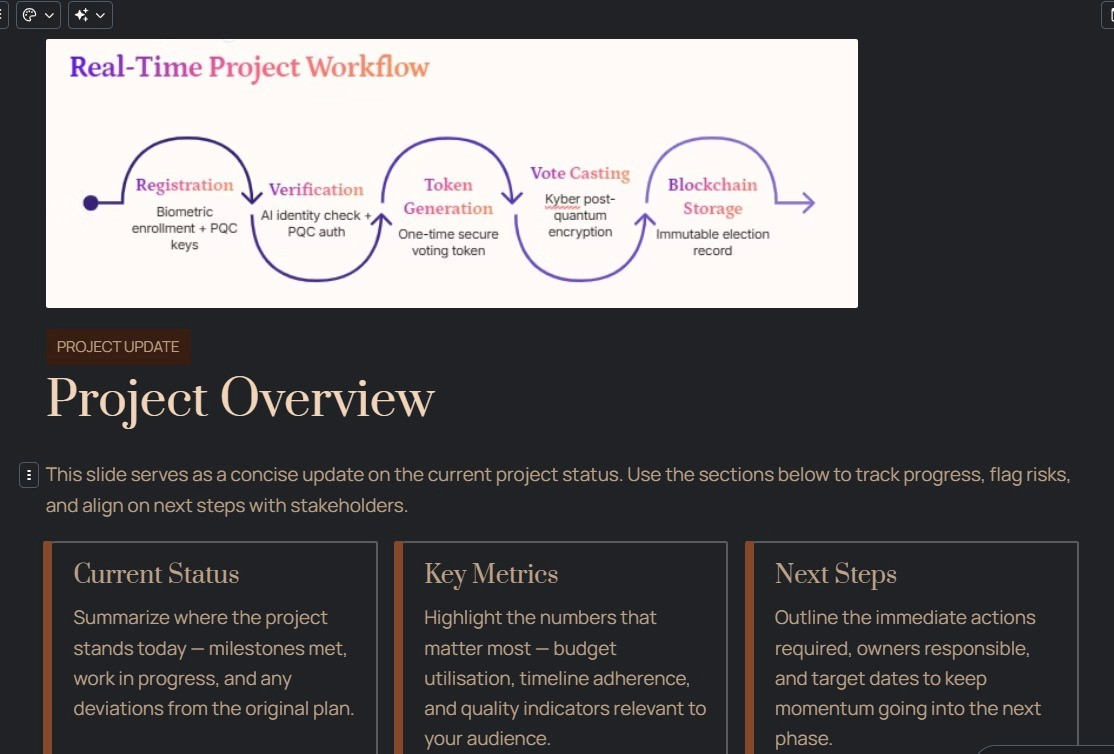 Real-Time Project Workflow
Registration
Biometric
enrollment + PQC
keys
Verification
AI identity check +
PQC auth
Token
Generation
One-time secure
voting token
Vote Casting
Kyber post-
quantum
encryption
Blockchain
Storage
Immutable election
record
PROJECT UPDATE
Project Overview
This slide serves as a concise update on the current project status. Use the sections below to track progress, flag risks,
and align on next steps with stakeholders.
Current Status
Summarize where the project
stands today — milestones met,
work in progress, and any
deviations from the original plan.
Key Metrics
Highlight the numbers that
matter most — budget
utilisation, timeline adherence,
and quality indicators relevant to
your audience.
Next Steps
Outline the immediate actions
required, owners responsible,
and target dates to keep
momentum going into the next
phase.